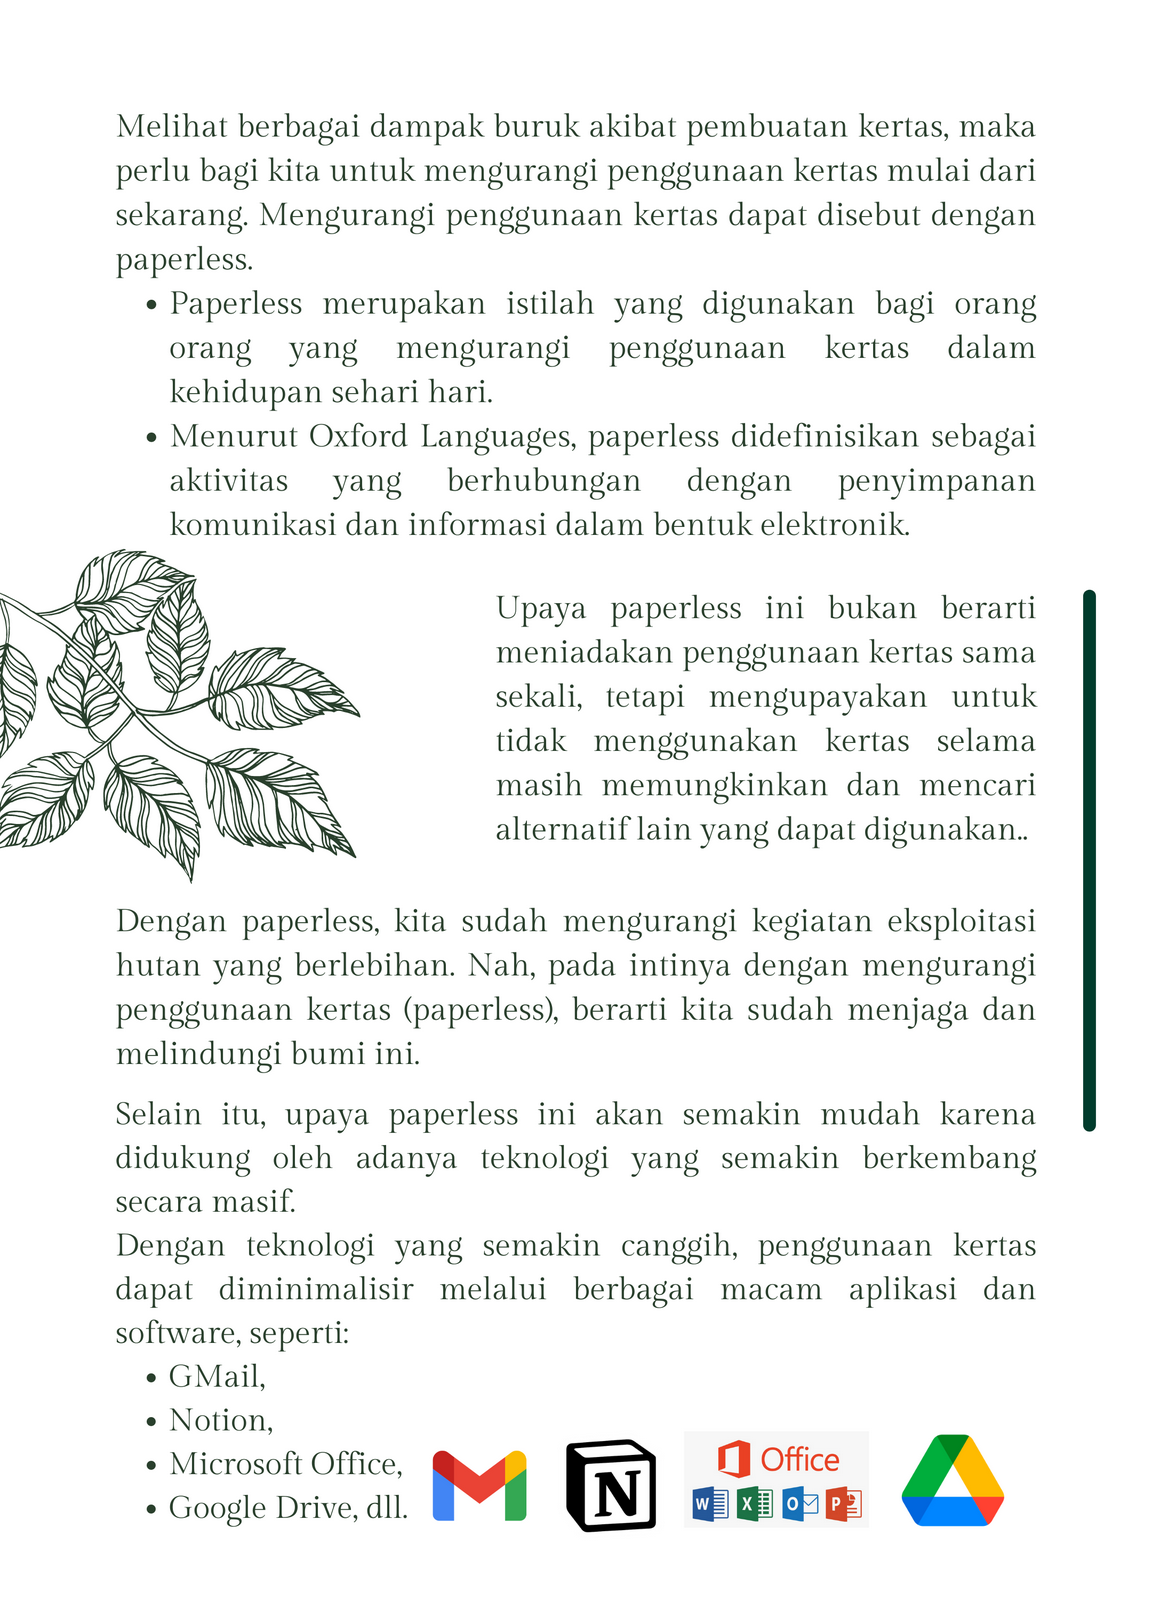 Melihat berbagai dampak buruk akibat pembuatan kertas, maka
perlu bagi kita untuk mengurangi penggunaan kertas mulai dari
sekarang. Mengurangi penggunaan kertas dapat disebut dengan
paperless.
• Paperless merupakan istilah yang digunakan bagi orang
orang yang mengurangi penggunaan kertas dalam
kehidupan sehari hari.
• Menurut Oxford Languages, paperless didefinisikan sebagai
aktivitas yang berhubungan dengan penyimpanan
komunikasi dan informasi dalam bentuk elektronik.
Upaya paperless ini bukan berarti
meniadakan penggunaan kertas sama
sekali, tetapi mengupayakan untuk
tidak menggunakan kertas selama
masih memungkinkan dan mencari
alternatif lain yang dapat digunakan..
Dengan paperless, kita sudah mengurangi kegiatan eksploitasi
hutan yang berlebihan. Nah, pada intinya dengan mengurangi
penggunaan kertas (paperless), berarti kita sudah menjaga dan
melindungi bumi ini.
Selain itu, upaya paperless ini akan semakin mudah karena
didukung oleh adanya teknologi yang semakin berkembang
secara masif.
Dengan teknologi yang semakin canggih, penggunaan kertas
dapat diminimalisir melalui berbagai macam aplikasi dan
software, seperti:
• GMail,
• Notion,
• Microsoft Office,
• Google Drive, dll.
N
Office
W X O P